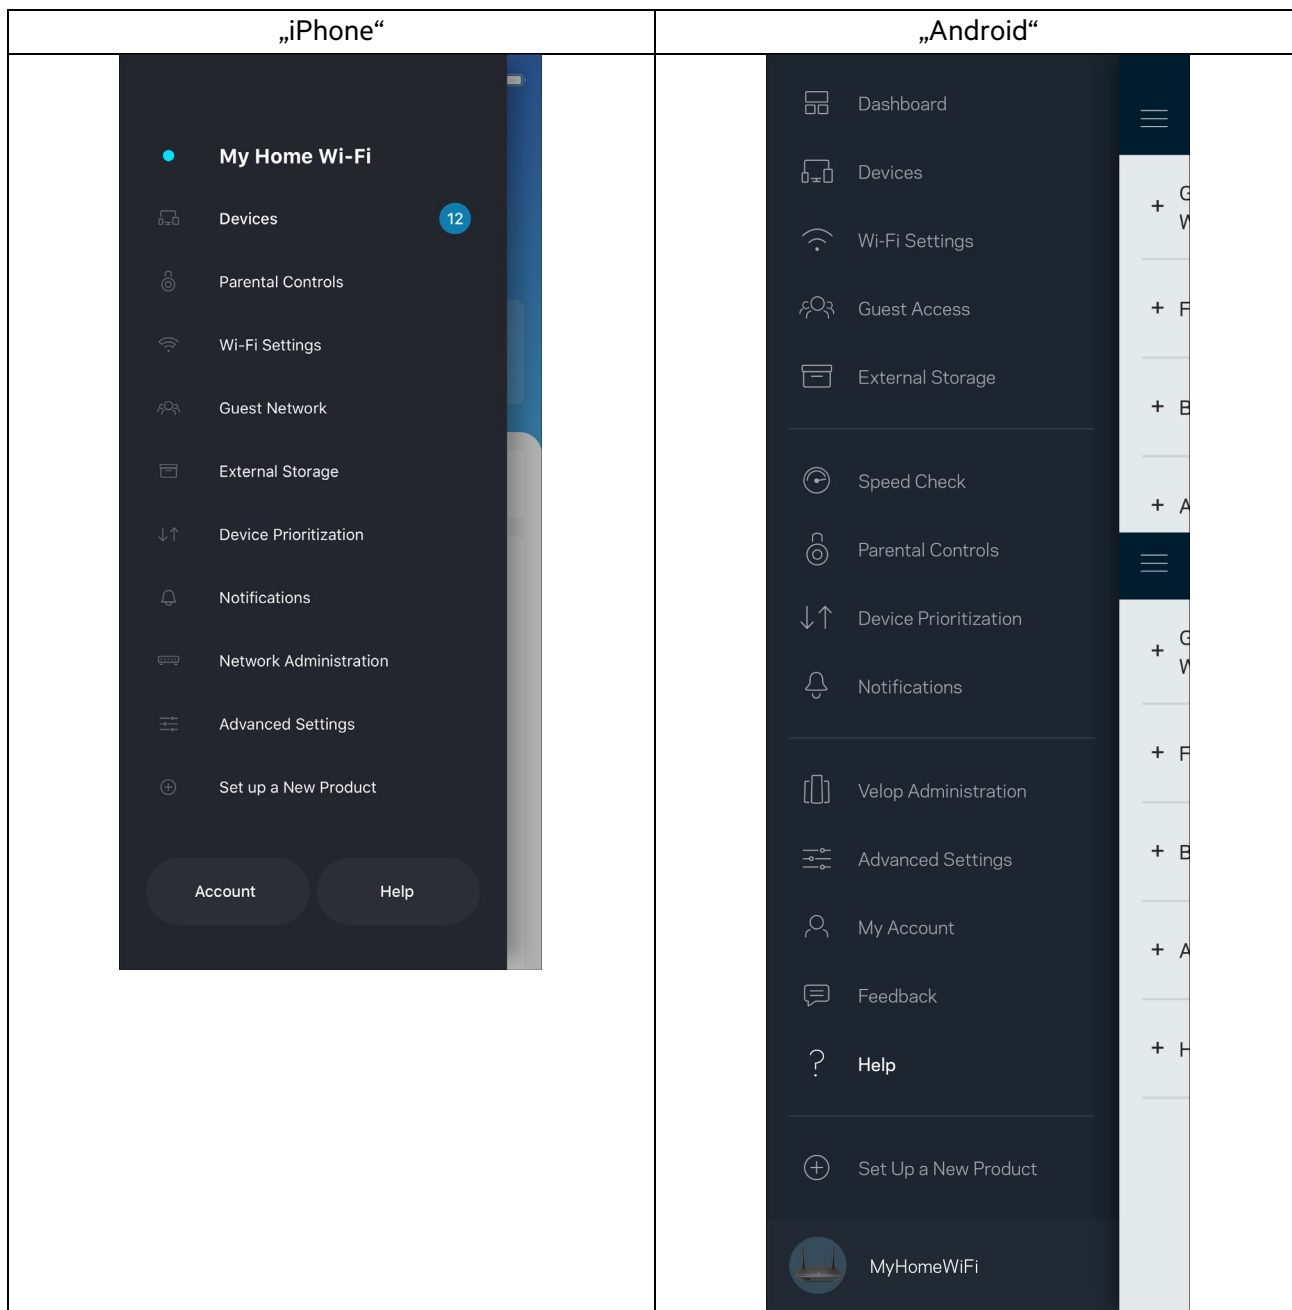 „iPhone“
„Android“
My Home Wi-Fi
Devices
12
Parental Controls
Wi-Fi Settings
Guest Network
External Storage
Device Prioritization
Notifications
Network Administration
Advanced Settings
Set up a New Product
Account
Help
Dashboard
Devices
Wi-Fi Settings
Guest Access
External Storage
Speed Check
Parental Controls
Device Prioritization
Notifications
Velop Administration
Advanced Settings
My Account
Feedback
Help
Set Up a New Product
MyHomeWiFi